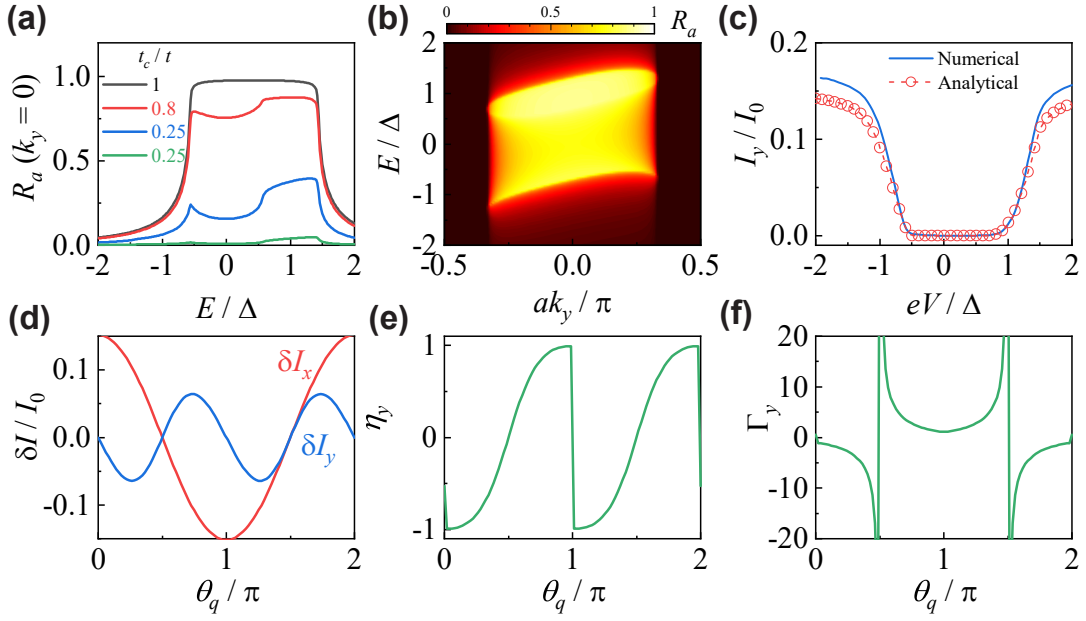 (a)
t_c / t
1
0.8
0.25
0.25
R_a (k_y = 0)
1.0
0.5
0.0
-2 -1 0 1 2
E / Δ
(b)
0 0.5 1
R_a
E / Δ
2
1
0
-1
-2
-0.5 0.0 0.5
ak_y / π
(c)
Numerical
Analytical
I_y / I_0
0.2
0.1
0.0
-2 -1 0 1 2
eV / Δ
(d)
δI_x
δI_y
δI / I_0
0.1
0.0
-0.1
0 1 2
θ_q / π
(e)
η_y
1
0
-1
0 1 2
θ_q / π
(f)
Γ_y
20
10
0
-10
-20
0 1 2
θ_q / π